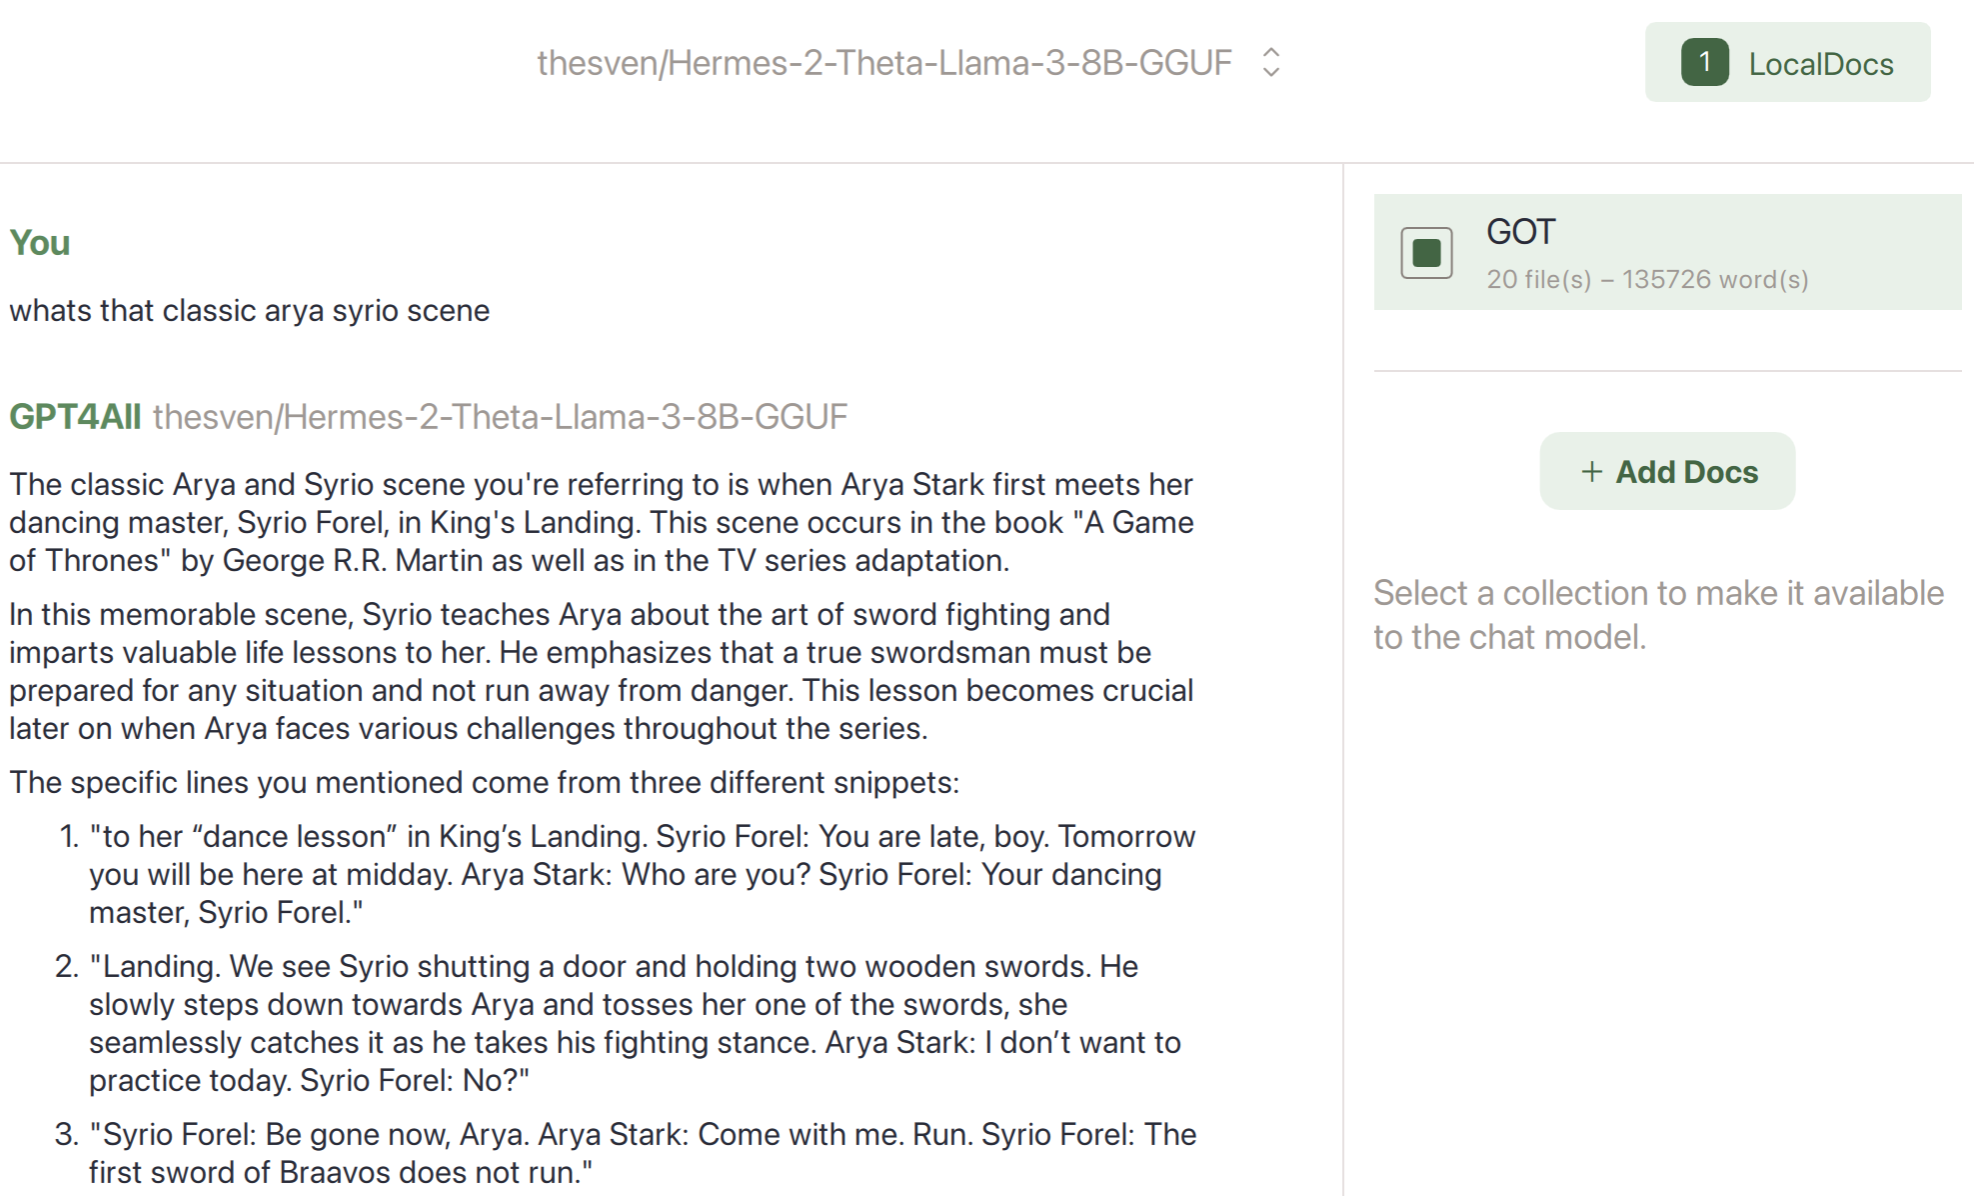 thesven/Hermes-2-Theta-Llama-3-8B-GGUF
1 LocalDocs
You
whats that classic arya syrio scene
GPT4All thesven/Hermes-2-Theta-Llama-3-8B-GGUF
The classic Arya and Syrio scene you're referring to is when Arya Stark first meets her
dancing master, Syrio Forel, in King's Landing. This scene occurs in the book "A Game
of Thrones" by George R.R. Martin as well as in the TV series adaptation.
In this memorable scene, Syrio teaches Arya about the art of sword fighting and
imparts valuable life lessons to her. He emphasizes that a true swordsman must be
prepared for any situation and not run away from danger. This lesson becomes crucial
later on when Arya faces various challenges throughout the series.
The specific lines you mentioned come from three different snippets:
1. "to her “dance lesson” in King’s Landing. Syrio Forel: You are late, boy. Tomorrow
you will be here at midday. Arya Stark: Who are you? Syrio Forel: Your dancing
master, Syrio Forel."
2. "Landing. We see Syrio shutting a door and holding two wooden swords. He
slowly steps down towards Arya and tosses her one of the swords, she
seamlessly catches it as he takes his fighting stance. Arya Stark: I don’t want to
practice today. Syrio Forel: No?"
3. "Syrio Forel: Be gone now, Arya. Arya Stark: Come with me. Run. Syrio Forel: The
first sword of Braavos does not run."
GOT
20 file(s) – 135726 word(s)
+ Add Docs
Select a collection to make it available
to the chat model.